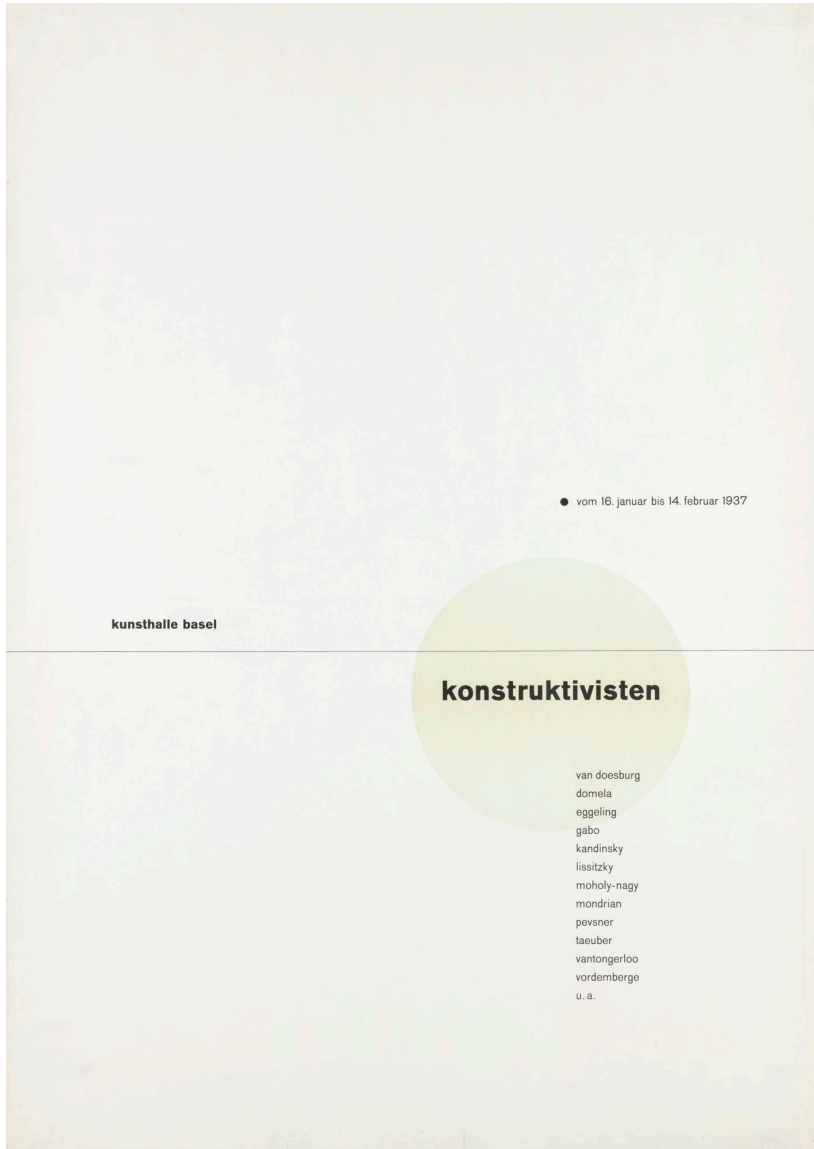 vom 16. januar bis 14. februar 1937
kunsthalle basel
konstruktivisten
van doesburg
domela
eggeling
gabo
kandinsky
lissitzky
moholy-nagy
mondrian
pevsner
taeuber
vantongerloo
vordemberge
u. a.